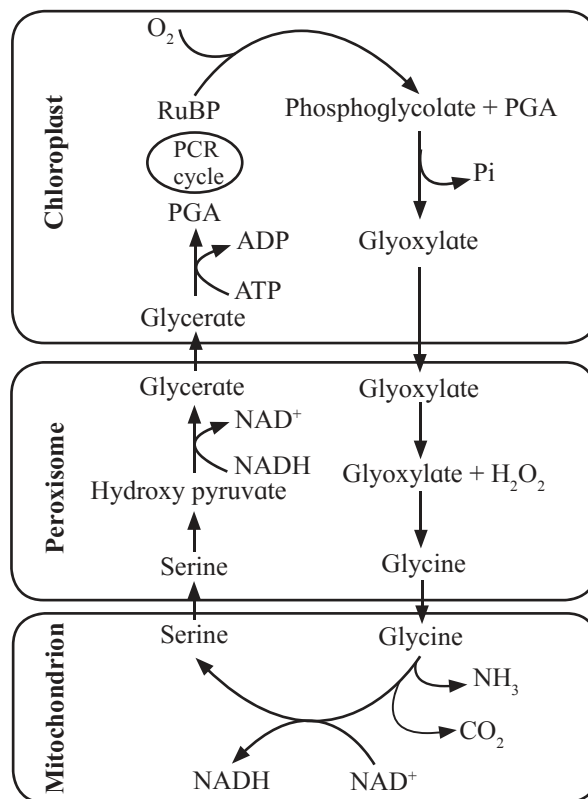 O₂
RuBP
Phosphoglycolate + PGA
PCR
cycle
Pi
PGA
Glyoxylate
ADP
ATP
Glycerate
Chloroplast
Glycerate
Glyoxylate
NAD⁺
NADH
Glyoxylate + H₂O₂
Hydroxy pyruvate
Serine
Glycine
Peroxisome
Serine
Glycine
NH₃
CO₂
NADH
NAD⁺
Mitochondrion